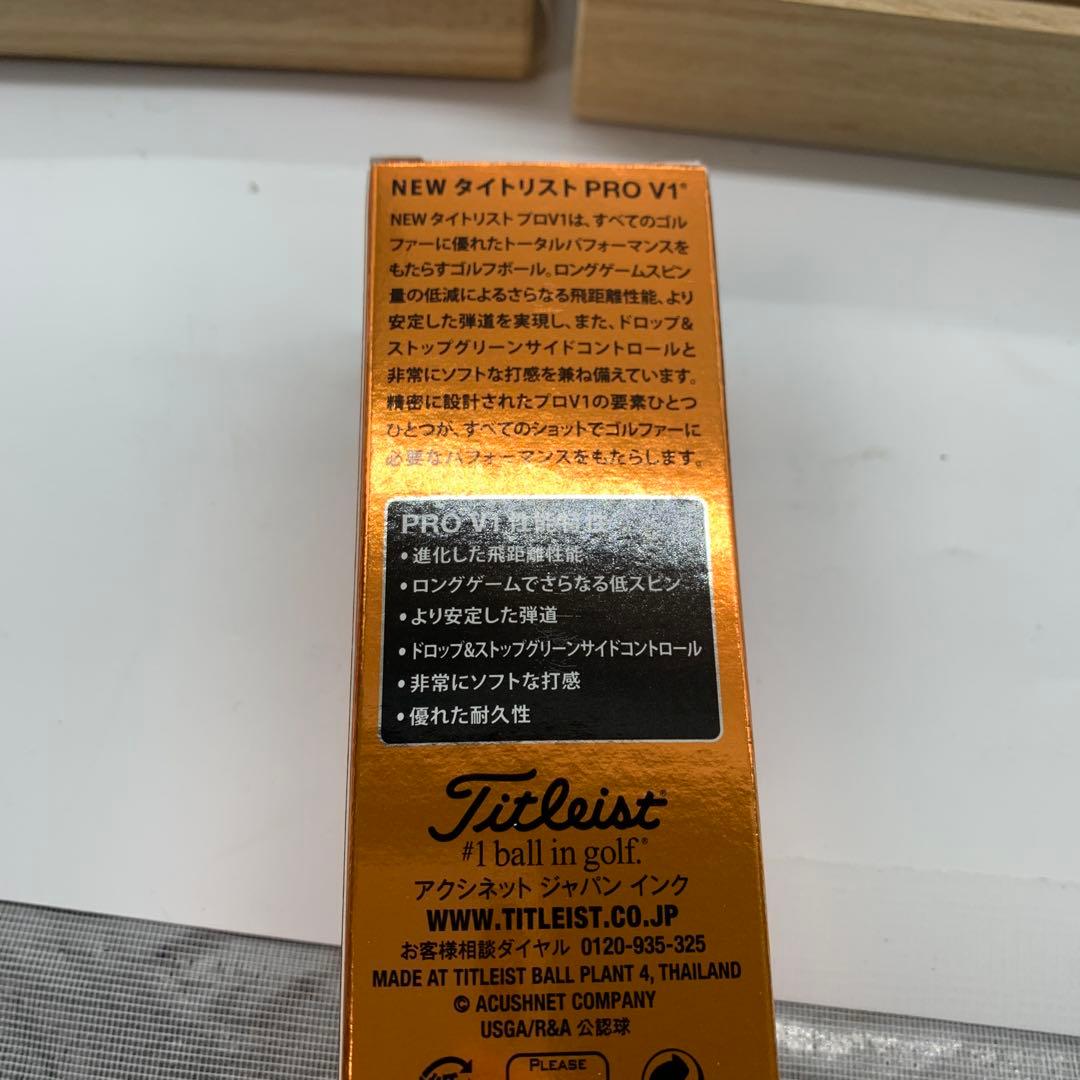 NEW タイトリスト PRO V1®
NEW タイトリスト プロV1は、すべてのゴル
ファーに優れたトータルパフォーマンスを
もたらすゴルフボール。ロングゲームスピン
量の低減によるさらなる飛距離性能、より
安定した弾道を実現し、また、ドロップ&
ストップグリーンサイドコントロールと
非常にソフトな打感を兼ね備えています。
精密に設計されたプロV1の要素ひとつ
ひとつが、すべてのショットでゴルファーに
必要なパフォーマンスをもたらします。
PRO V1 性能特性
•進化した飛距離性能
•ロングゲームでさらなる低スピン
•より安定した弾道
•ドロップ&ストップグリーンサイドコントロール
•非常にソフトな打感
•優れた耐久性
Titleist®
#1 ball in golf.®
アクシネット ジャパン インク
WWW.TITLEIST.CO.JP
お客様相談ダイヤル 0120-935-325
MADE AT TITLEIST BALL PLANT 4, THAILAND
© ACUSHNET COMPANY
USGA/R&A 公認球
PLEASE